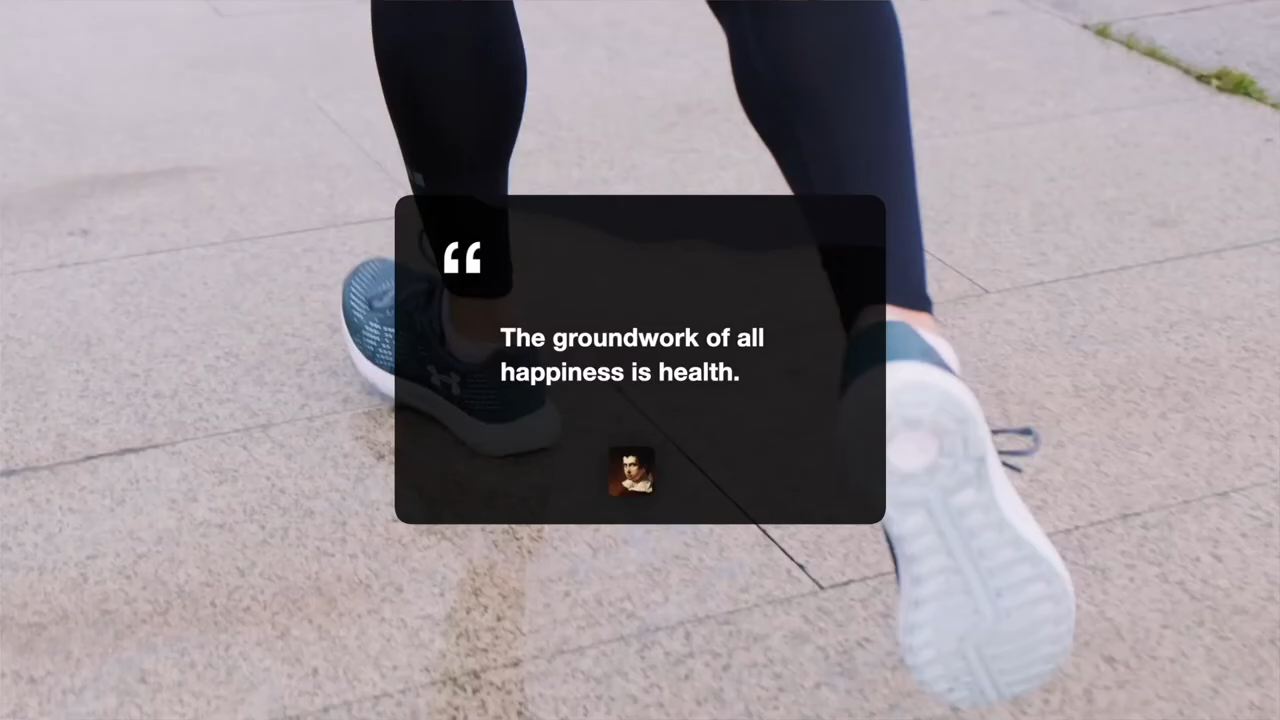 “
The groundwork of all
happiness is health.